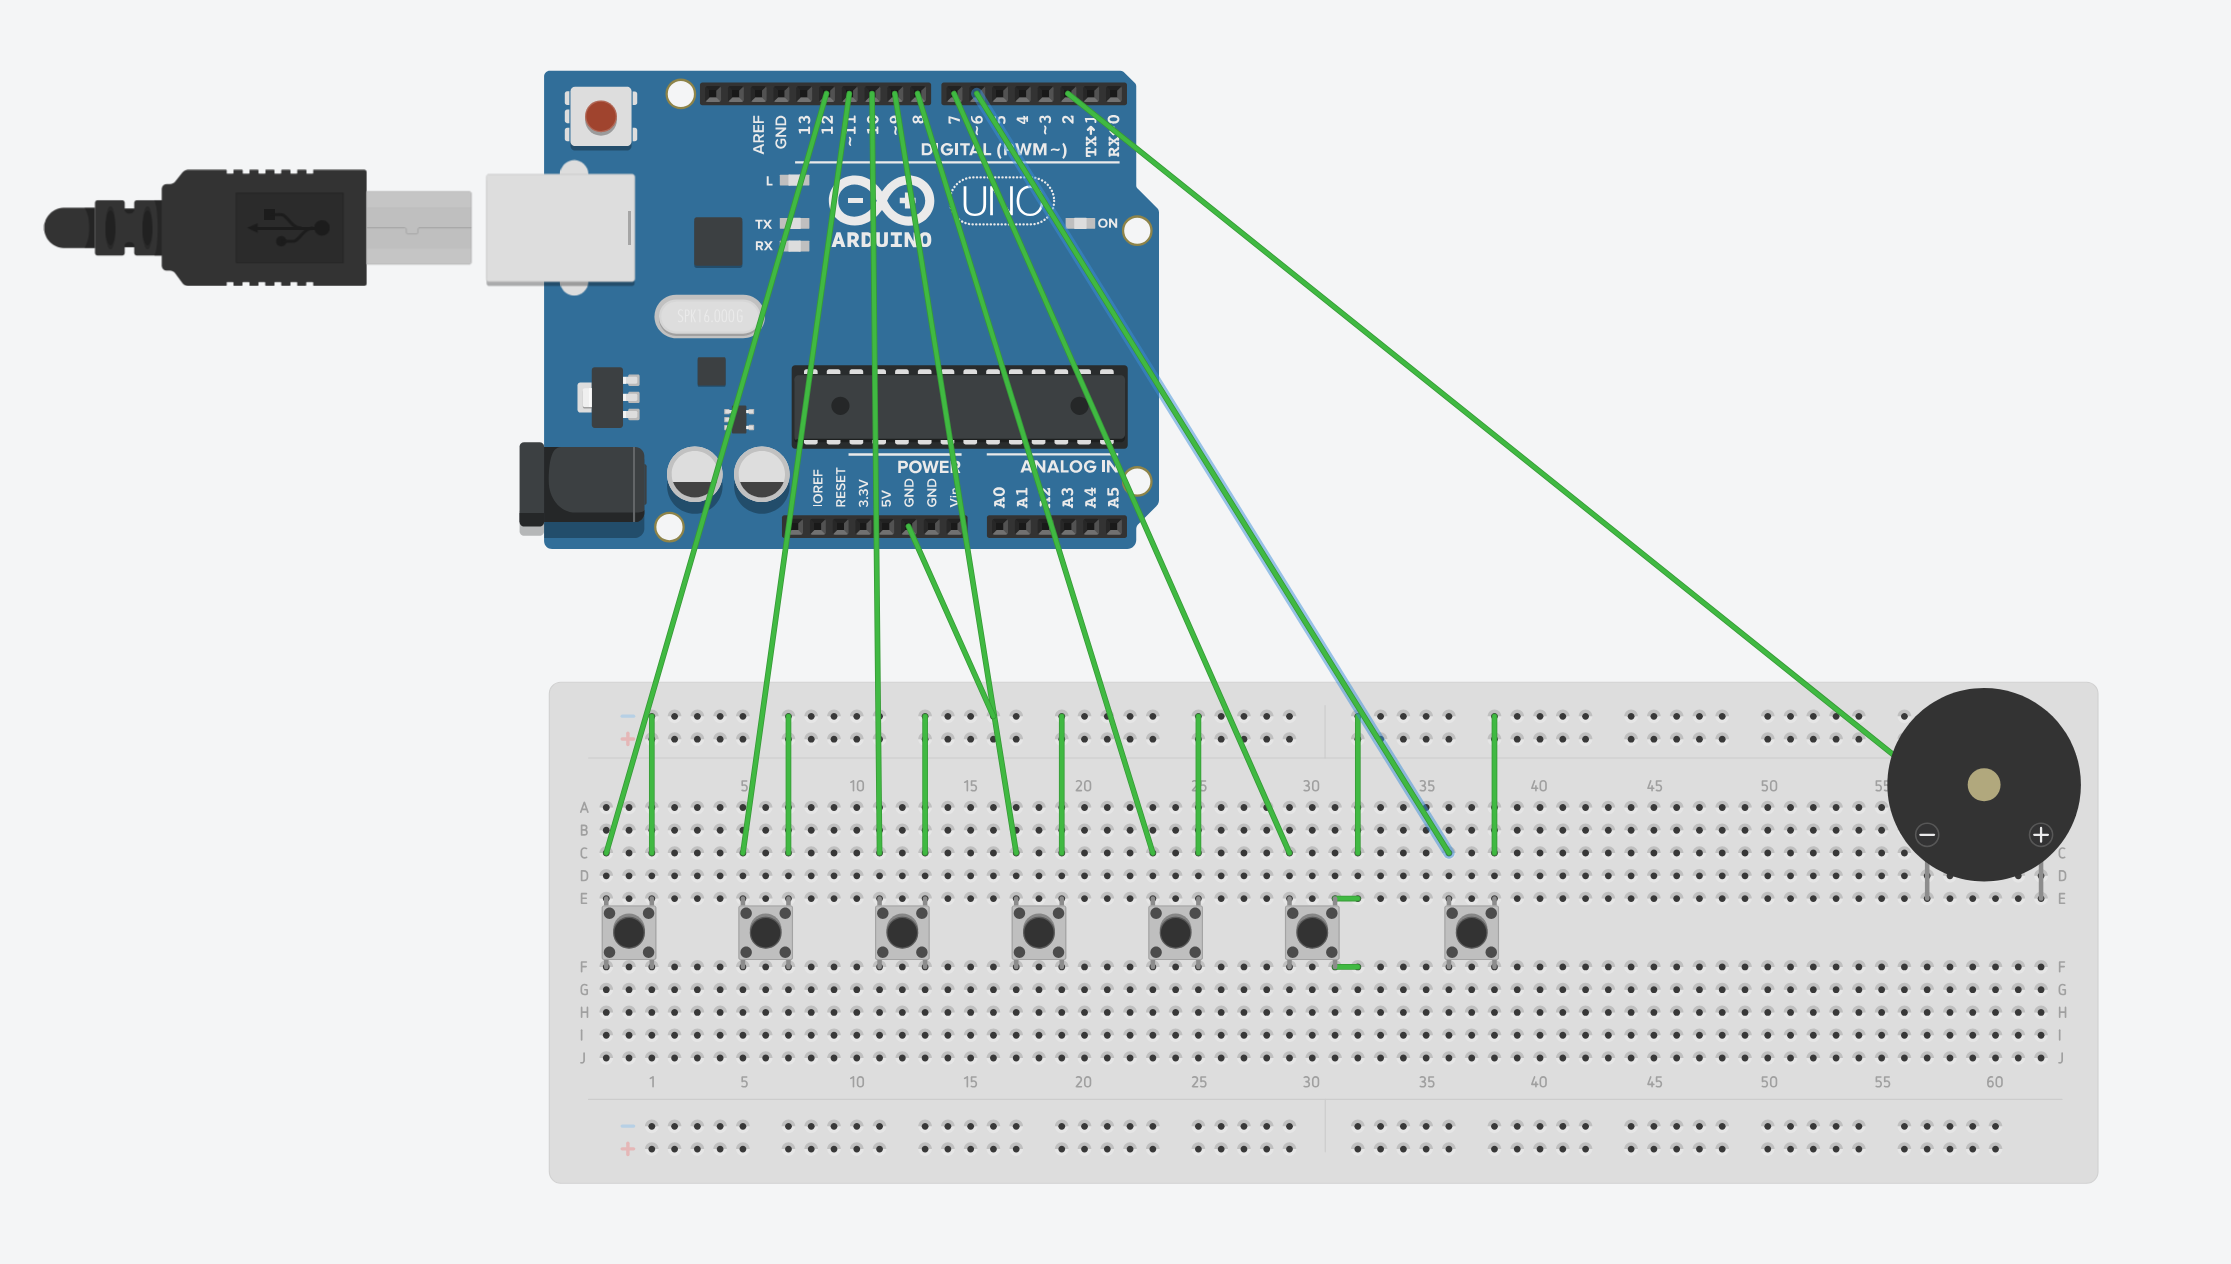 AREF GND 13 12 ~11 10 ~9 8 7 ~6 5 4 ~3 2 TX→1 RX←0
DIGITAL (PWM~)
L
TX
RX
UNO
ON
ARDUINO
SPK16.000G
POWER ANALOG IN
IOREF RESET 3.3V 5V GND GND Vin A0 A1 A2 A3 A4 A5
−
+
5 10 15 20 25 30 35 40 45 50 55
A
B
C C
D D
E E
− +
F F
G G
H H
I I
J J
1 5 10 15 20 25 30 35 40 45 50 55 60
−
+